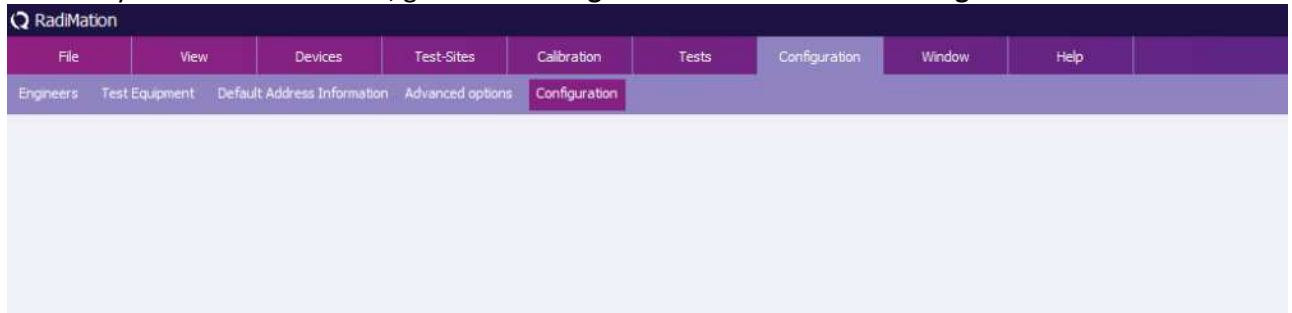 RadiMation
File View Devices Test-Sites Calibration Tests Configuration Window Help
Engineers Test Equipment Default Address Information Advanced options Configuration